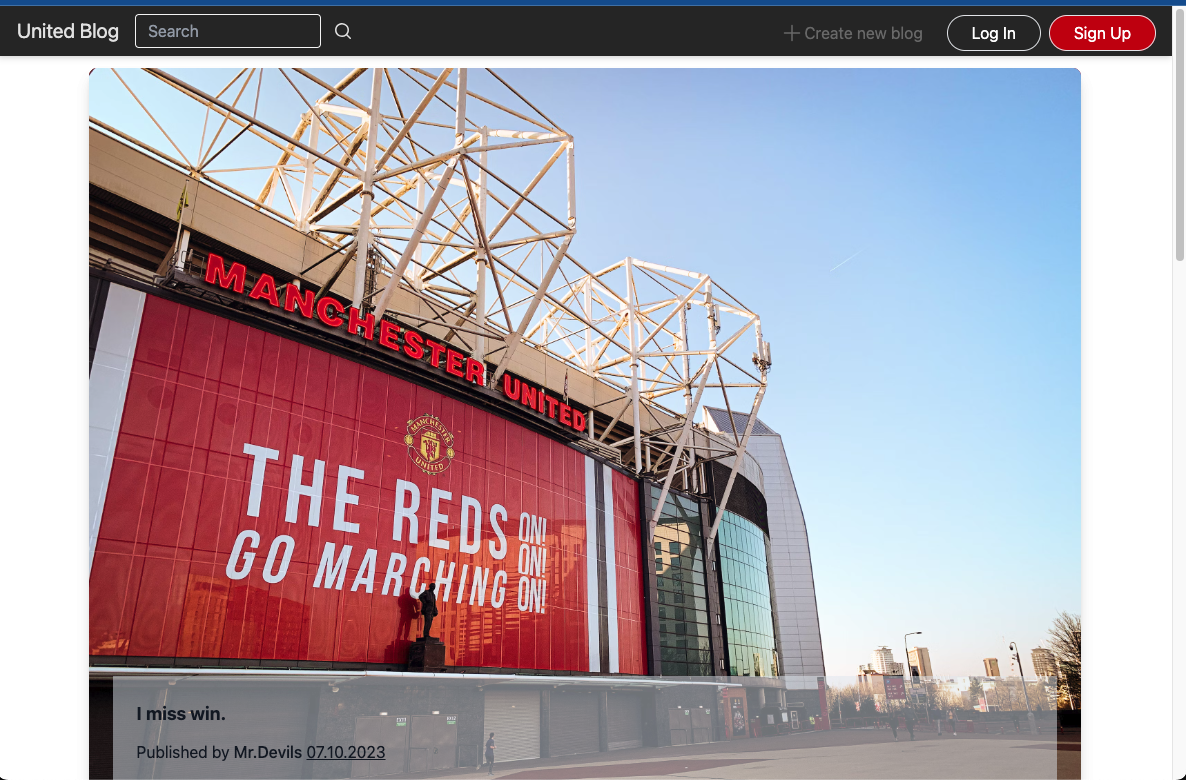 United Blog
Search
Create new blog
Log In
Sign Up
MANCHESTER UNITED
MANCHESTER
UNITED
THE REDS ON!
GO MARCHING ON!
ON!
I miss win.
Published by Mr.Devils 07.10.2023